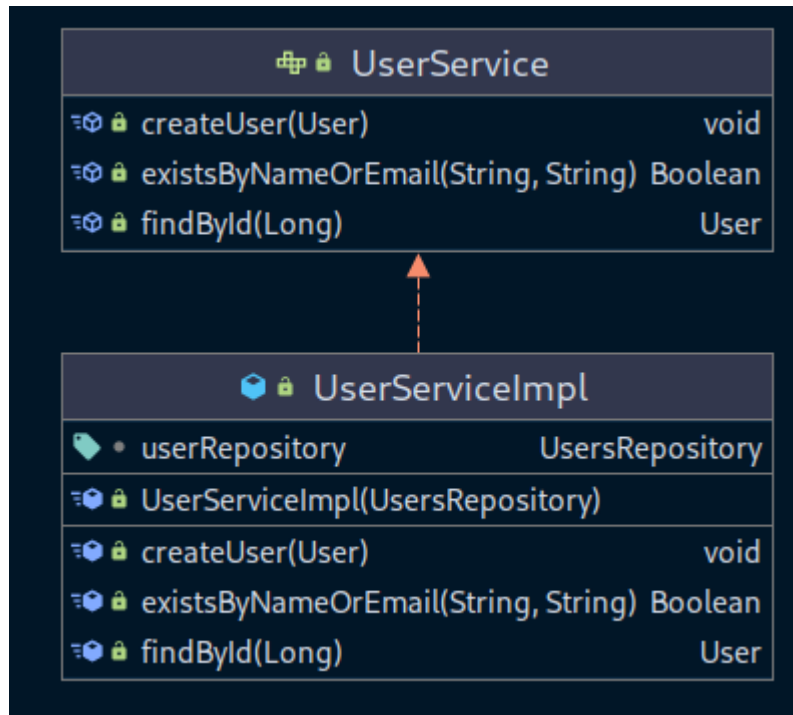 UserService
createUser(User) void
existsByNameOrEmail(String, String) Boolean
findById(Long) User
UserServiceImpl
userRepository UsersRepository
UserServiceImpl(UsersRepository)
createUser(User) void
existsByNameOrEmail(String, String) Boolean
findById(Long) User